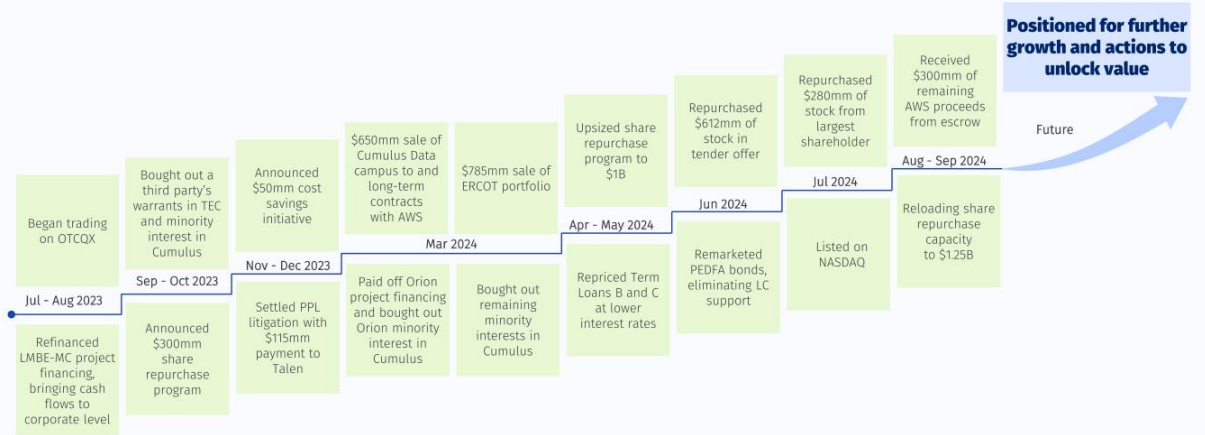 Began trading
on OTCQX
Jul - Aug 2023
Refinanced
LMBE-MC project
financing,
bringing cash
flows to
corporate level
Bought out a
third party's
warrants in TEC
and minority
interest in
Cumulus
Sep - Oct 2023
Announced
$300mm
share
repurchase
program
Announced
$50mm cost
savings
initiative
Nov - Dec 2023
Settled PPL
litigation with
$115mm
payment to
Talen
$650mm sale of
Cumulus Data
campus to and
long-term
contracts
with AWS
$785mm sale of
ERCOT portfolio
Mar 2024
Paid off Orion
project financing
and bought out
Orion minority
interest in
Cumulus
Bought out
remaining
minority
interests in
Cumulus
Upsized share
repurchase
program to
$1B
Apr - May 2024
Repriced Term
Loans B and C
at lower
interest rates
Repurchased
$612mm of
stock in
tender offer
Jun 2024
Remarketed
PEDFA bonds,
eliminating LC
support
Repurchased
$280mm of
stock from
largest
shareholder
Jul 2024
Listed on
NASDAQ
Received
$300mm of
remaining
AWS proceeds
from escrow
Aug - Sep 2024
Reloading share
repurchase
capacity
to $1.25B
Positioned for further
growth and actions to
unlock value
Future